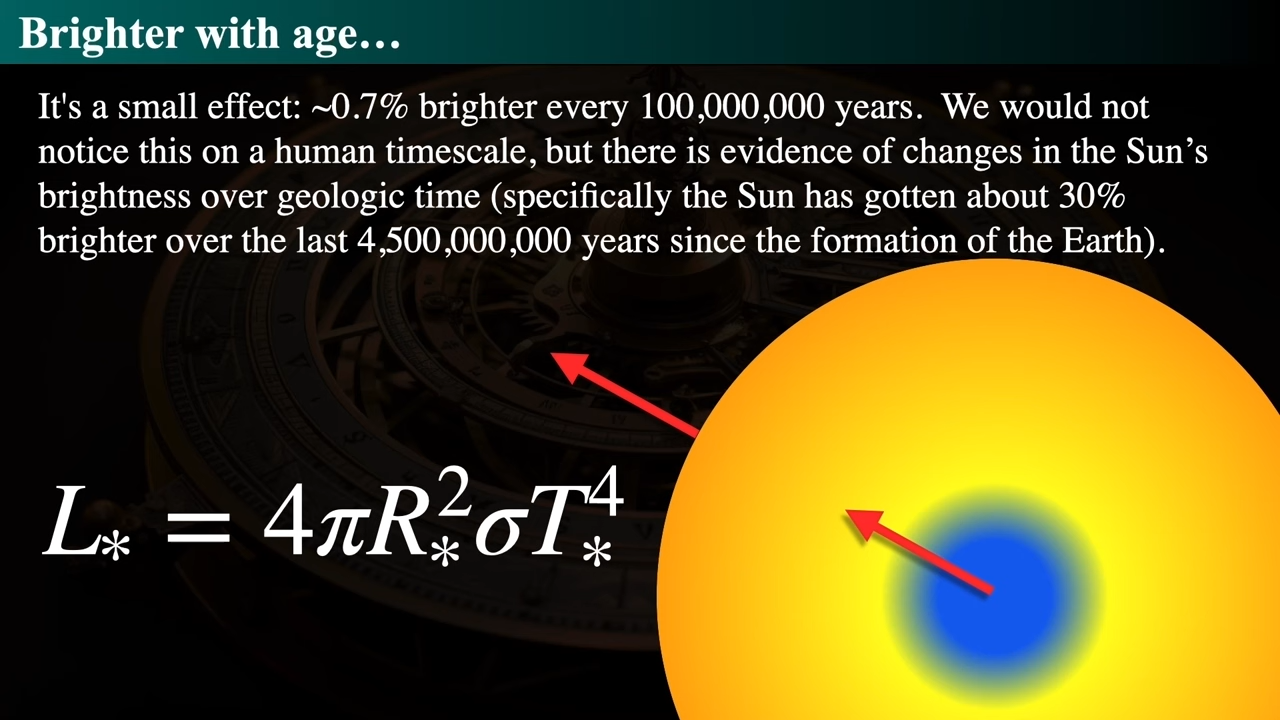 Brighter with age…
It's a small effect: ~0.7% brighter every 100,000,000 years.  We would not
notice this on a human timescale, but there is evidence of changes in the Sun’s
brightness over geologic time (specifically the Sun has gotten about 30%
brighter over the last 4,500,000,000 years since the formation of the Earth).
L* = 4πR*²σT*⁴